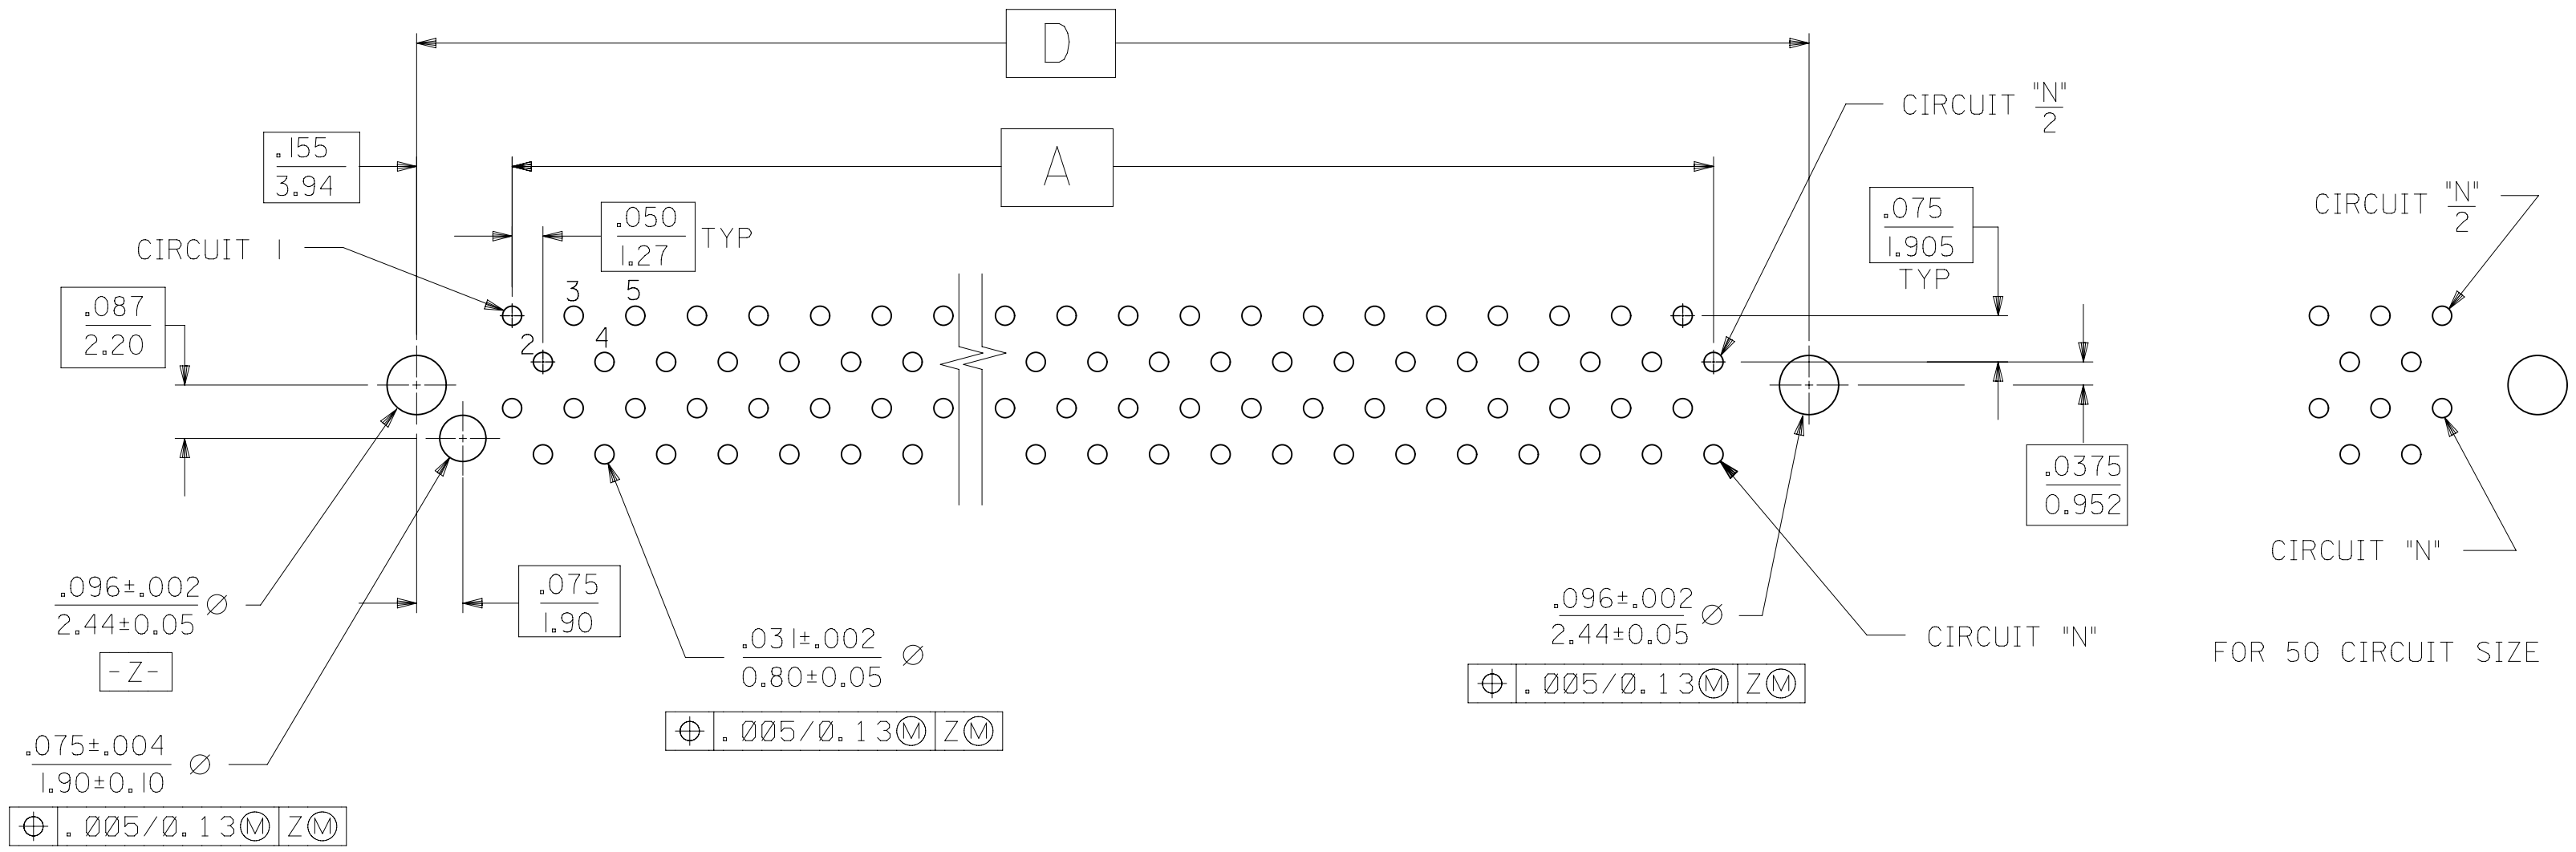 D
CIRCUIT "N"
2
.155
3.94
A
.050
1.27
TYP
.075
1.905
TYP
CIRCUIT "N"
2
CIRCUIT 1
3
5
2
4
.087
2.20
.0375
0.952
CIRCUIT "N"
.096±.002
2.44±0.05 ⌀
-Z-
.075
1.90
.031±.002
0.80±0.05 ⌀
⌖ .005/0.13Ⓜ ZⓂ
.096±.002
2.44±0.05 ⌀
⌖ .005/0.13Ⓜ ZⓂ
CIRCUIT "N"
FOR 50 CIRCUIT SIZE
.075±.004
1.90±0.10 ⌀
⌖ .005/0.13Ⓜ ZⓂ